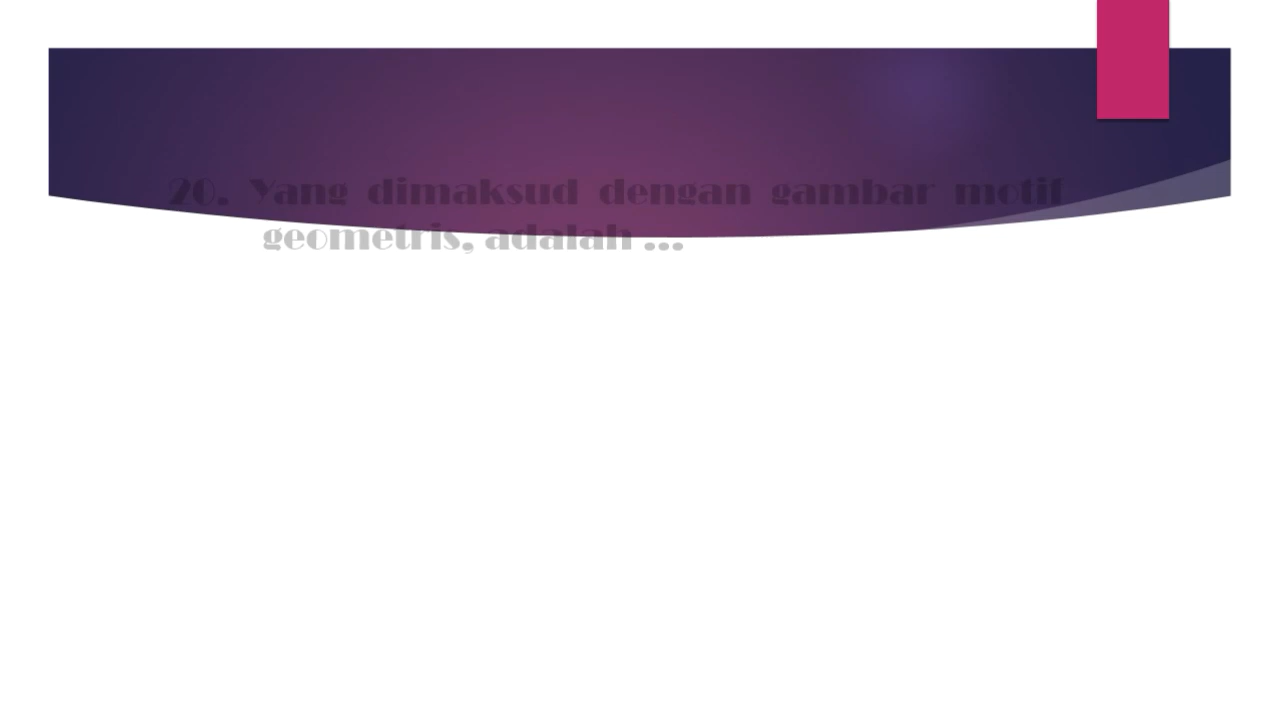 20. Yang dimaksud dengan gambar motif
geometris, adalah ...